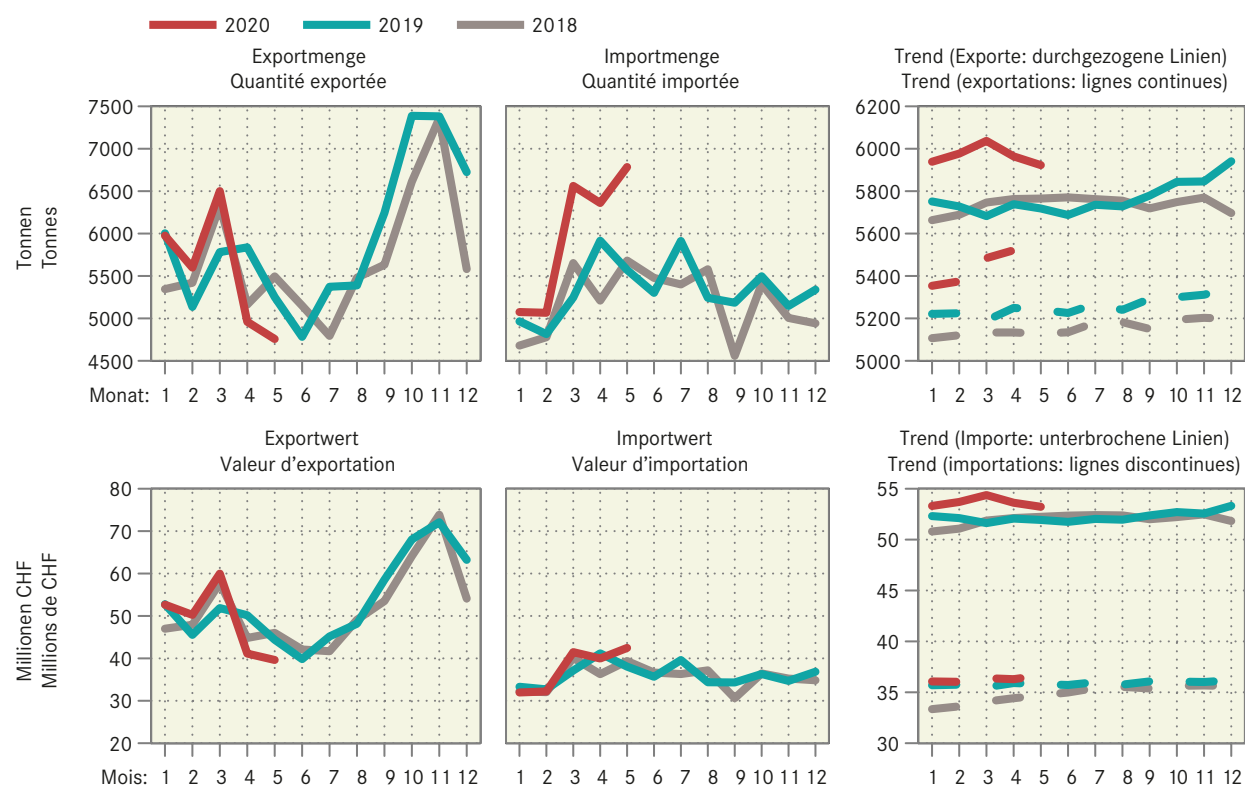 2020 2019 2018
Exportmenge
Quantité exportée
Importmenge
Quantité importée
Trend (Exporte: durchgezogene Linien)
Trend (exportations: lignes continues)
Tonnen
Tonnes
7500
7000
6500
6000
5500
5000
4500
6200
6000
5800
5600
5400
5200
5000
Monat: 1 2 3 4 5 6 7 8 9 10 11 12
1 2 3 4 5 6 7 8 9 10 11 12
1 2 3 4 5 6 7 8 9 10 11 12
Exportwert
Valeur d'exportation
Importwert
Valeur d'importation
Trend (Importe: unterbrochene Linien)
Trend (importations: lignes discontinues)
Millionen CHF
Millions de CHF
80
70
60
50
40
30
20
55
50
45
40
35
30
Mois: 1 2 3 4 5 6 7 8 9 10 11 12
1 2 3 4 5 6 7 8 9 10 11 12
1 2 3 4 5 6 7 8 9 10 11 12